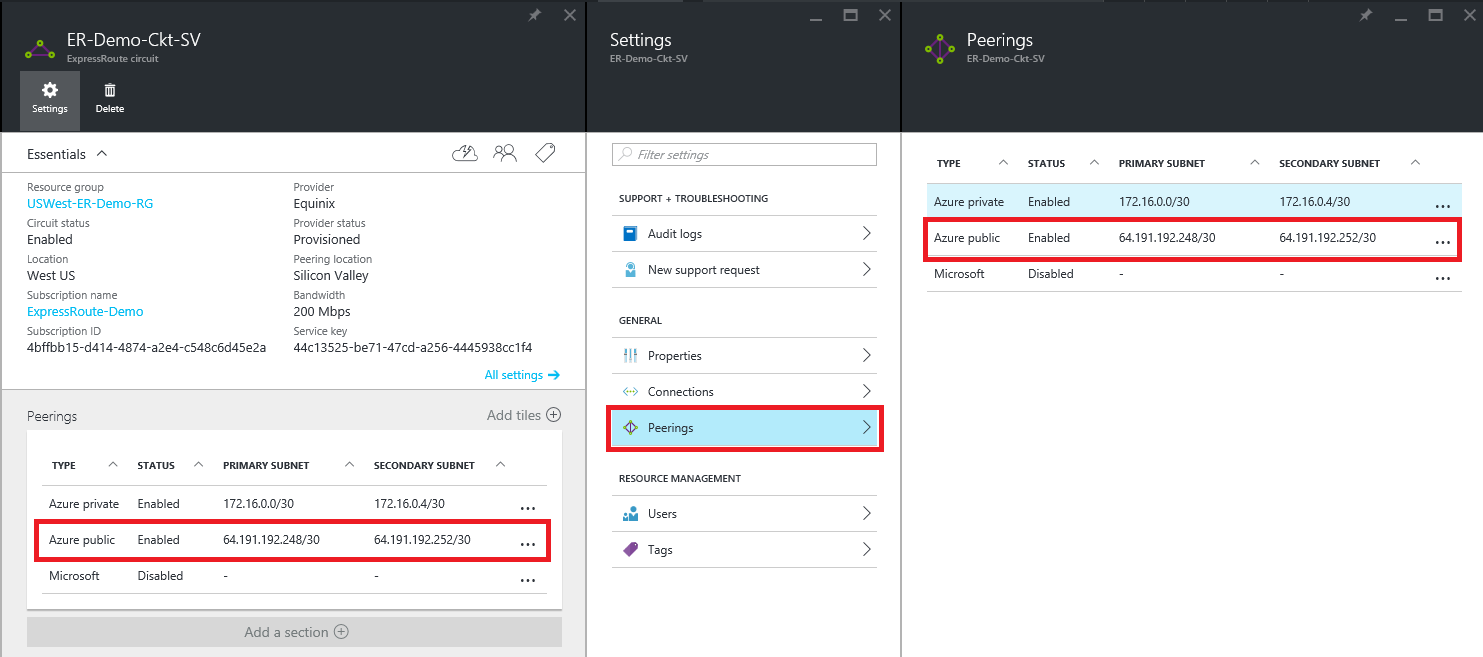 ER-Demo-Ckt-SV
ExpressRoute circuit
Settings
Delete
Essentials
Resource group
USWest-ER-Demo-RG
Circuit status
Enabled
Location
West US
Subscription name
ExpressRoute-Demo
Subscription ID
4bffbb15-d414-4874-a2e4-c548c6d45e2a
Provider
Equinix
Provider status
Provisioned
Peering location
Silicon Valley
Bandwidth
200 Mbps
Service key
44c13525-be71-47cd-a256-4445938cc1f4
All settings
Peerings
Add tiles
TYPE STATUS PRIMARY SUBNET SECONDARY SUBNET
Azure private Enabled 172.16.0.0/30 172.16.0.4/30 ...
Azure public Enabled 64.191.192.248/30 64.191.192.252/30 ...
Microsoft Disabled - - ...
Add a section
Settings
ER-Demo-Ckt-SV
Filter settings
SUPPORT + TROUBLESHOOTING
Audit logs
New support request
GENERAL
Properties
Connections
Peerings
RESOURCE MANAGEMENT
Users
Tags
Peerings
ER-Demo-Ckt-SV
TYPE STATUS PRIMARY SUBNET SECONDARY SUBNET
Azure private Enabled 172.16.0.0/30 172.16.0.4/30 ...
Azure public Enabled 64.191.192.248/30 64.191.192.252/30 ...
Microsoft Disabled - - ...